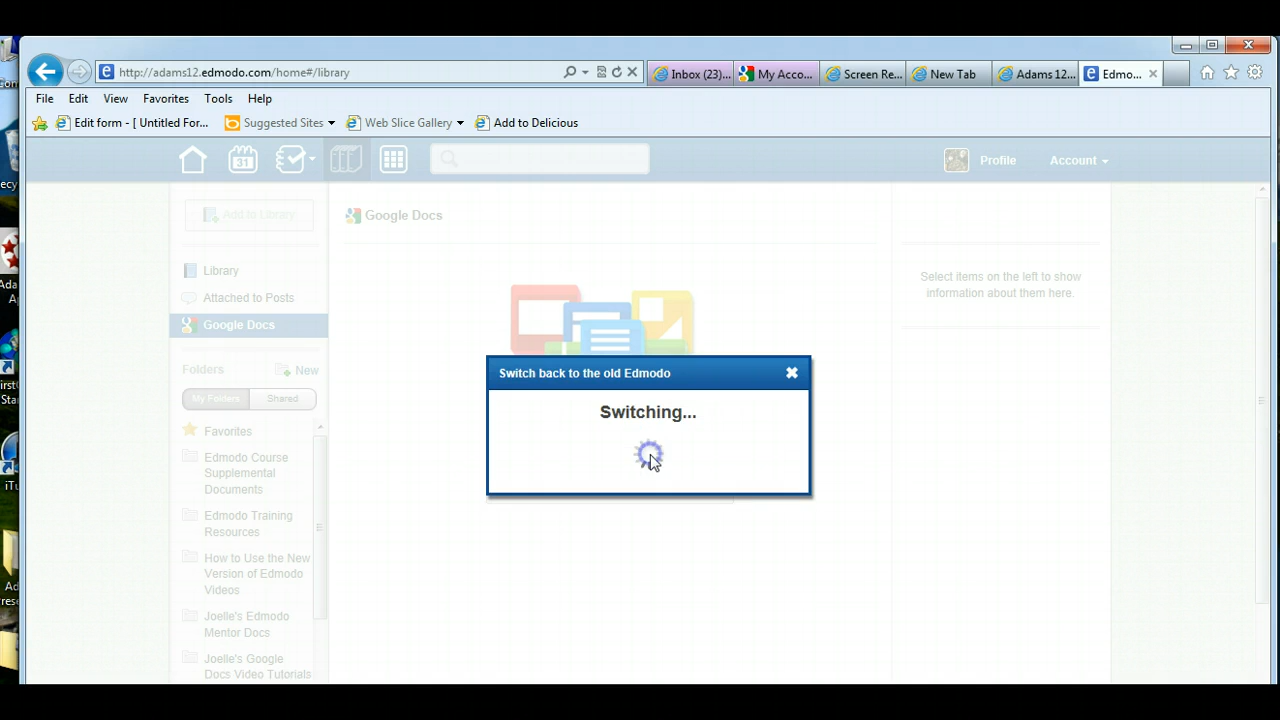 http://adams12.edmodo.com/home#/library
Inbox (23)...
My Acco...
Screen Re...
New Tab
Adams 12...
Edmo...
File Edit View Favorites Tools Help
Edit form - [ Untitled For...
Suggested Sites
Web Slice Gallery
Add to Delicious
31
Profile
Account
Add to Library
Google Docs
Library
Attached to Posts
Google Docs
Folders
New
My Folders
Shared
Favorites
Edmodo Course
Supplemental
Documents
Edmodo Training
Resources
How to Use the New
Version of Edmodo
Videos
Joelle's Edmodo
Mentor Docs
Joelle's Google
Docs Video Tutorials
Select items on the left to show
information about them here.
Switch back to the old Edmodo
Switching...